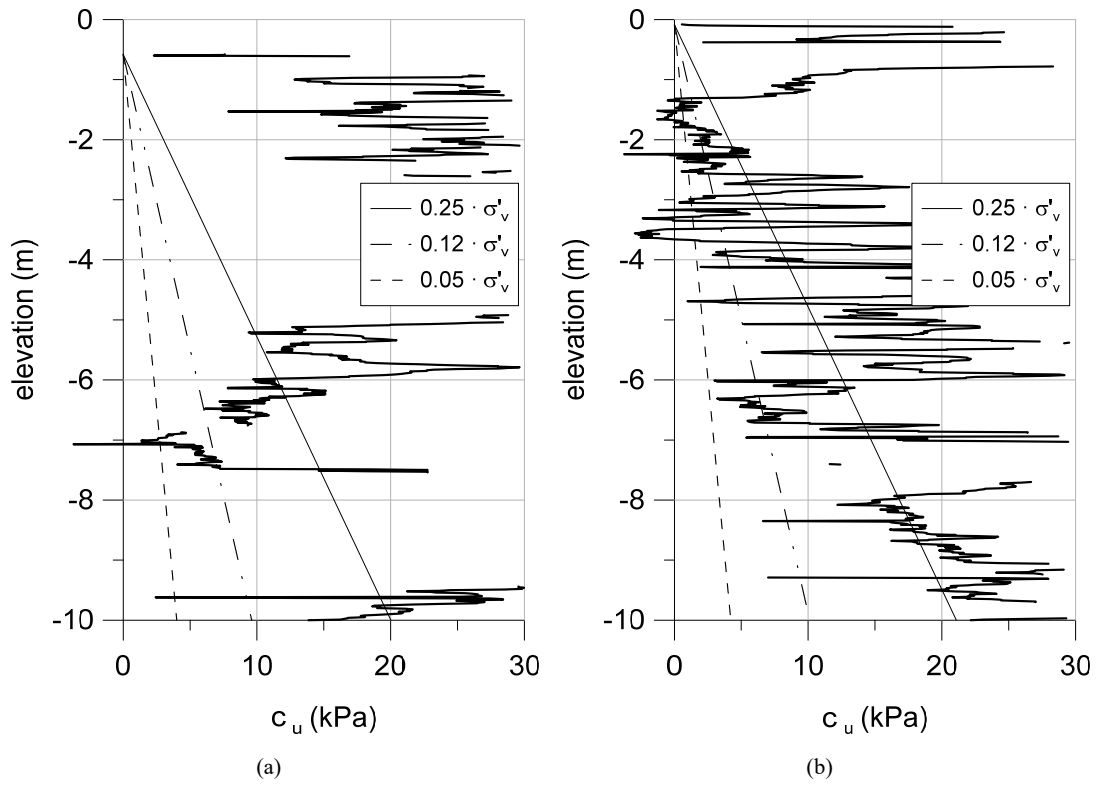 0
-2
-4
-6
-8
-10
elevation (m)
0.25 · σ'v
0.12 · σ'v
0.05 · σ'v
0 10 20 30
c u (kPa)
(a)
0
-2
-4
-6
-8
-10
elevation (m)
0.25 · σ'v
0.12 · σ'v
0.05 · σ'v
0 10 20 30
c u (kPa)
(b)